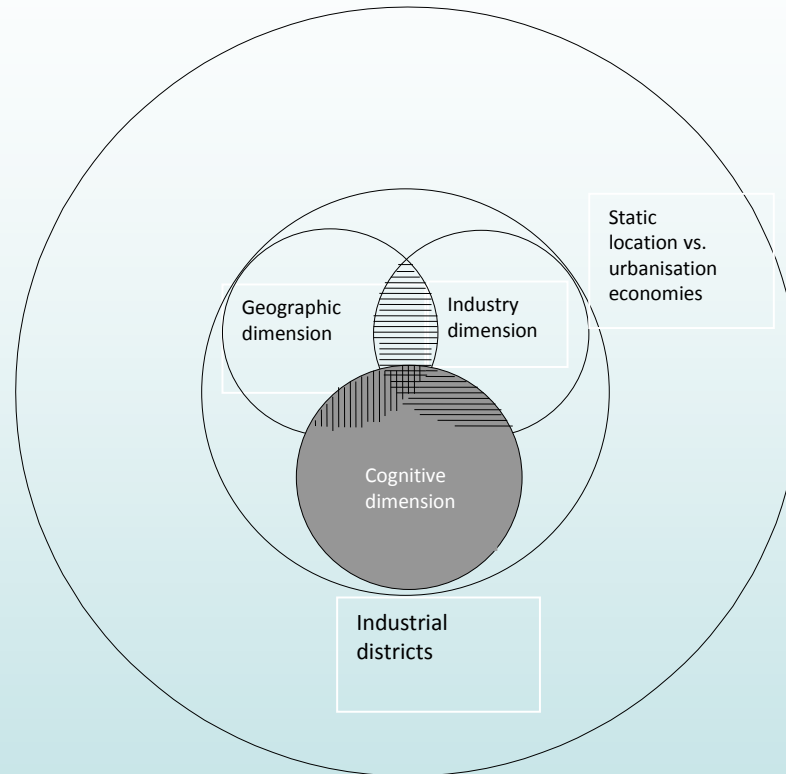 Static
location vs.
urbanisation
economies
Geographic
dimension
Industry
dimension
Cognitive
dimension
Industrial
districts